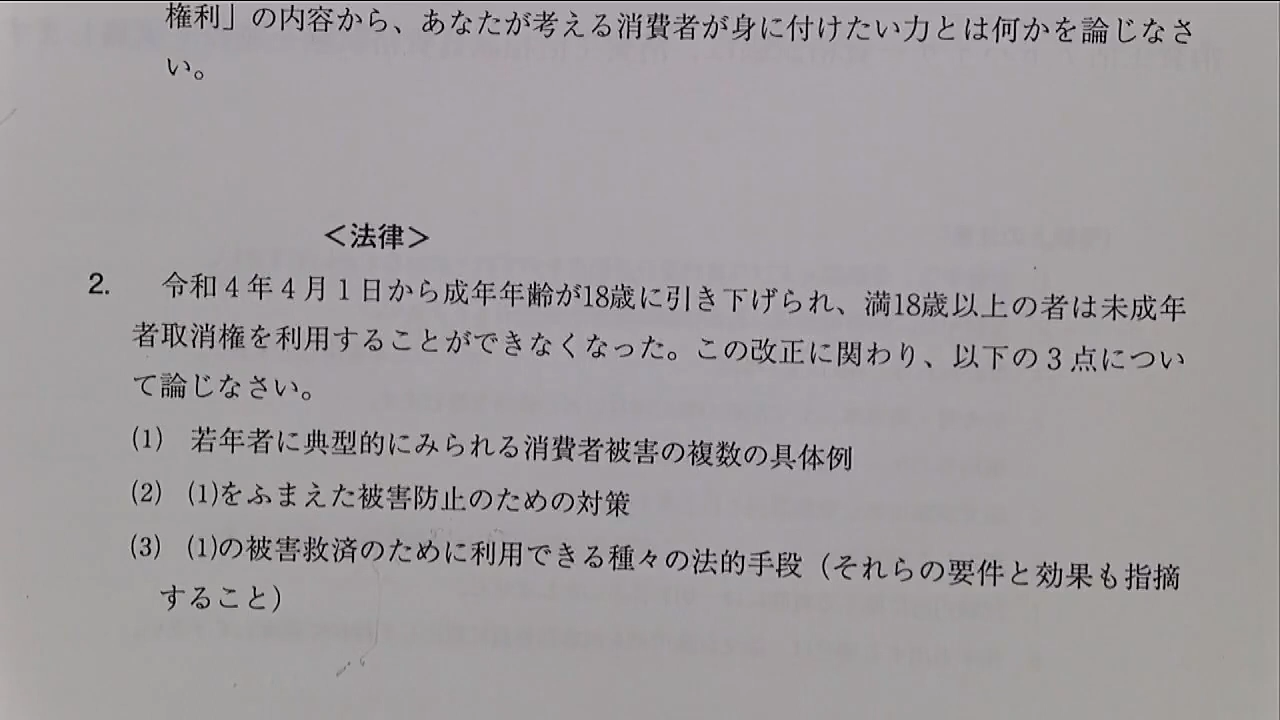 権利」の内容から、あなたが考える消費者が身に付けたい力とは何かを論じなさ
い。
＜法律＞
2.　令和４年４月１日から成年年齢が18歳に引き下げられ、満18歳以上の者は未成年
者取消権を利用することができなくなった。この改正に関わり、以下の３点につい
て論じなさい。
(1)　若年者に典型的にみられる消費者被害の複数の具体例
(2)　(1)をふまえた被害防止のための対策
(3)　(1)の被害救済のために利用できる種々の法的手段（それらの要件と効果も指摘
すること）